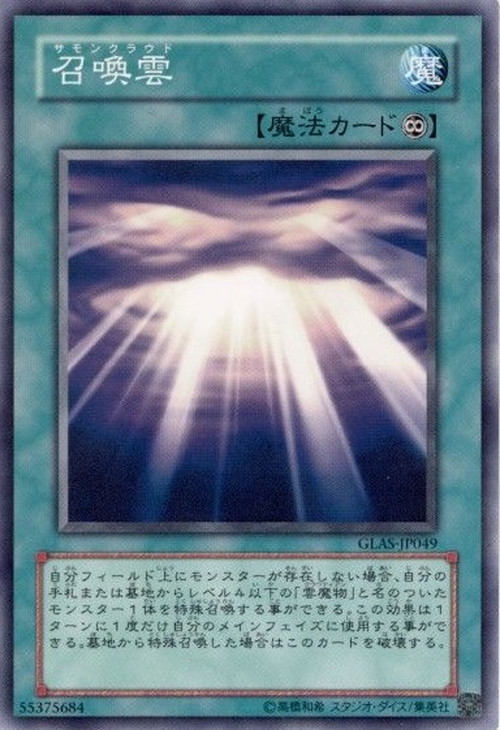 サモンクラウド
召喚雲
魔
【魔法カード】
GLAS-JP049
自分フィールド上にモンスターが存在しない場合、自分の
手札または墓地からレベル４以下の「雲魔物」と名のついた
モンスター１体を特殊召喚する事ができる。この効果は１
ターンに１度だけ自分のメインフェイズに使用する事がで
きる。墓地から特殊召喚した場合はこのカードを破壊する。
55375684
©高橋和希 スタジオ・ダイス/集英社